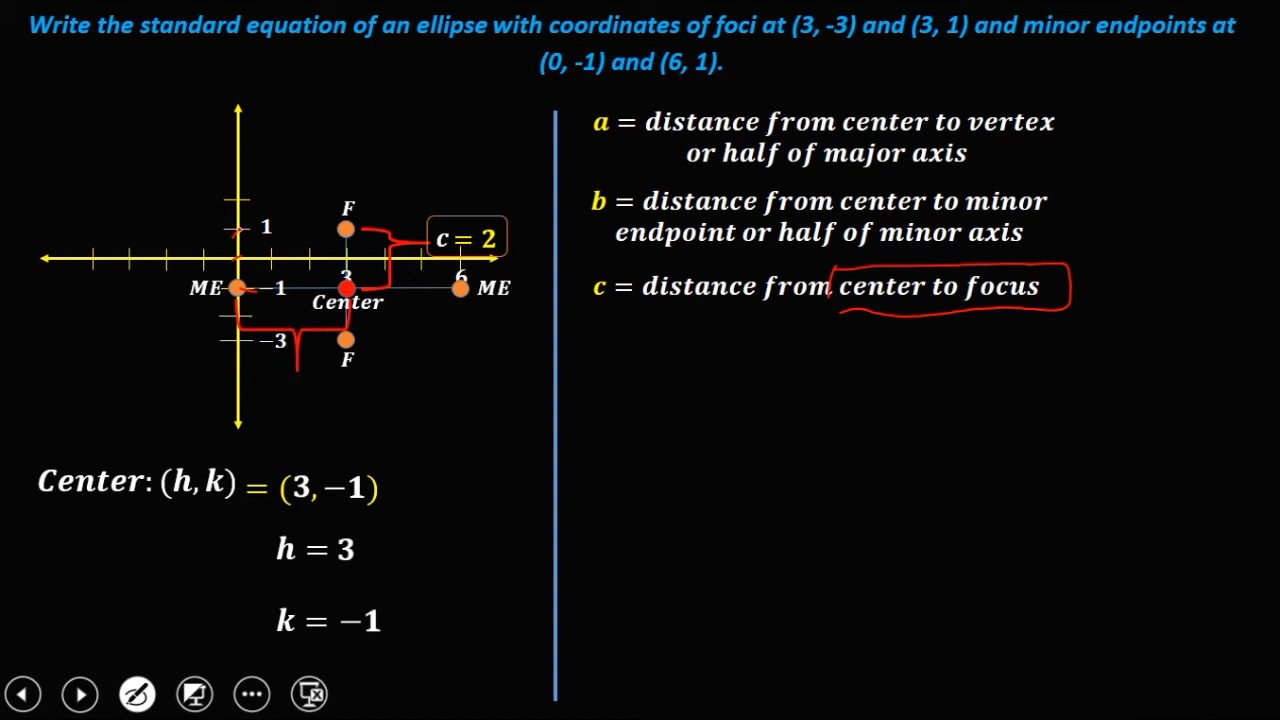 Write the standard equation of an ellipse with coordinates of foci at (3, -3) and (3, 1) and minor endpoints at
(0, -1) and (6, 1).
a = distance from center to vertex
or half of major axis
b = distance from center to minor
endpoint or half of minor axis
c = distance from center to focus
F
1
c = 2
3
6
ME
−1
ME
Center
−3
F
Center: (h, k) = (3, −1)
h = 3
k = −1